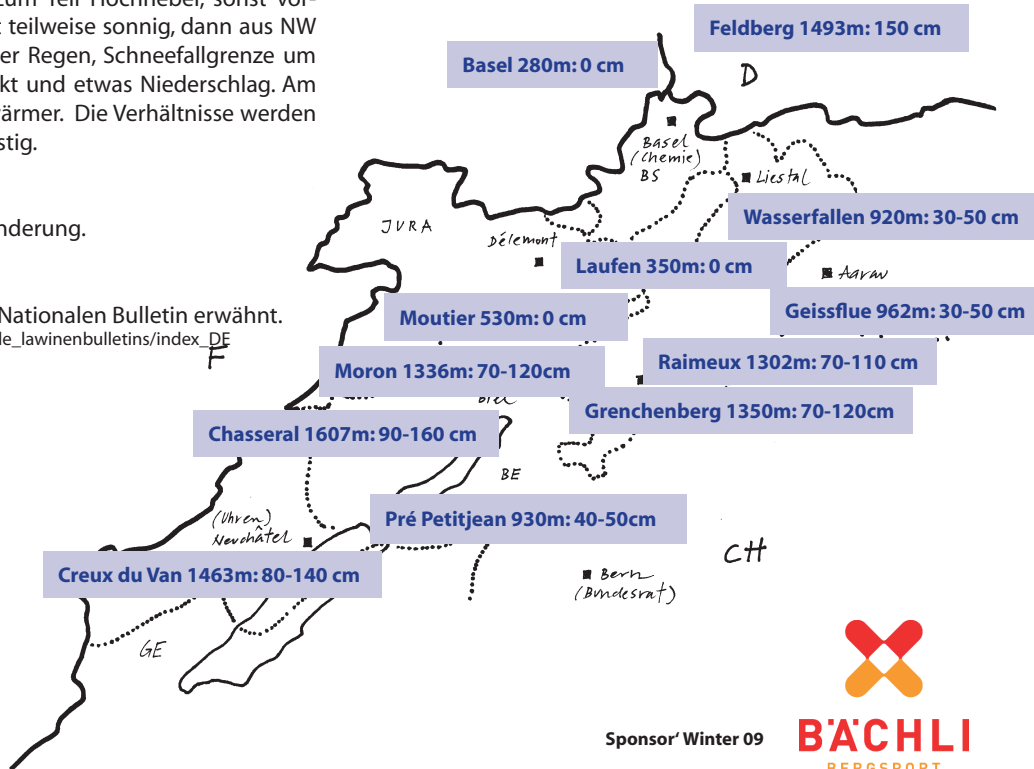 zum Teil Hochnebel, sonst vor-
teilweise sonnig, dann aus NW
er Regen, Schneefallgrenze um
kt und etwas Niederschlag. Am
ärmer. Die Verhältnisse werden
stig.
nderung.
Nationalen Bulletin erwähnt.
le_lawinenbulletins/index_DE
Feldberg 1493m: 150 cm
Basel 280m: 0 cm
D
Basel
(Chemie)
BS
Liestal
Wasserfallen 920m: 30-50 cm
JURA
Délemont
Laufen 350m: 0 cm
Aarau
Moutier 530m: 0 cm
Geissflue 962m: 30-50 cm
F
Moron 1336m: 70-120cm
Raimeux 1302m: 70-110 cm
Biel
Grenchenberg 1350m: 70-120cm
Chasseral 1607m: 90-160 cm
BE
Pré Petitjean 930m: 40-50cm
(Uhren)
Neuchâtel
CH
Creux du Van 1463m: 80-140 cm
Bern
(Bundesrat)
GE
Sponsor‘ Winter 09
BÄCHLI
BERGSPORT